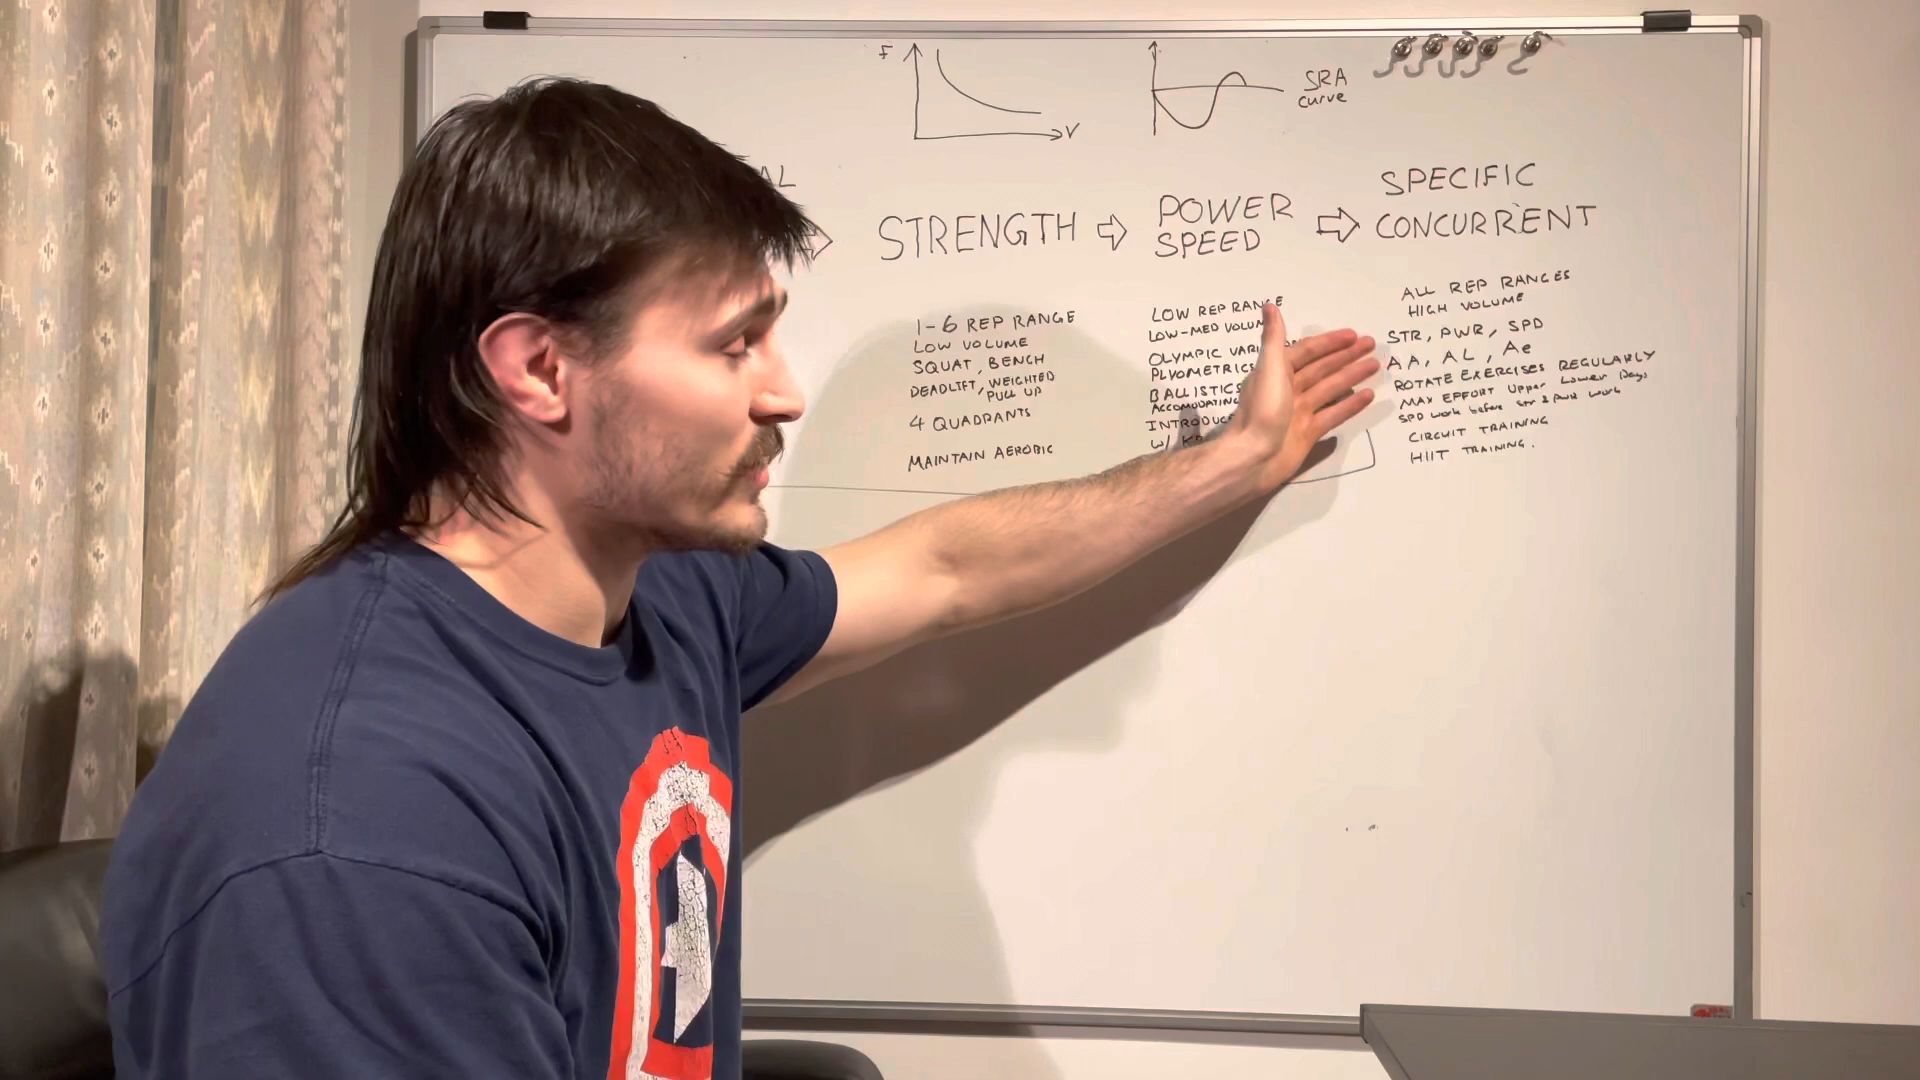 F
V
SRA
curve
AL
STRENGTH
1-6 REP RANGE
LOW VOLUME
SQUAT, BENCH
DEADLIFT, WEIGHTED
PULL UP
4 QUADRANTS
MAINTAIN AEROBIC
POWER
SPEED
LOW REP RANGE
LOW-MED VOLUM
OLYMPIC VARI
PLYOMETRICS
BALLISTICS
ACCOMODATING
INTRODUC
W/
SPECIFIC
CONCURRENT
ALL REP RANGES
HIGH VOLUME
STR, PWR, SPD
AA, AL, Ae
ROTATE EXERCISES REGULARLY
MAX EFFORT Upper Lower Days
SPD work before Str & PWR work
CIRCUIT TRAINING
HIIT TRAINING.